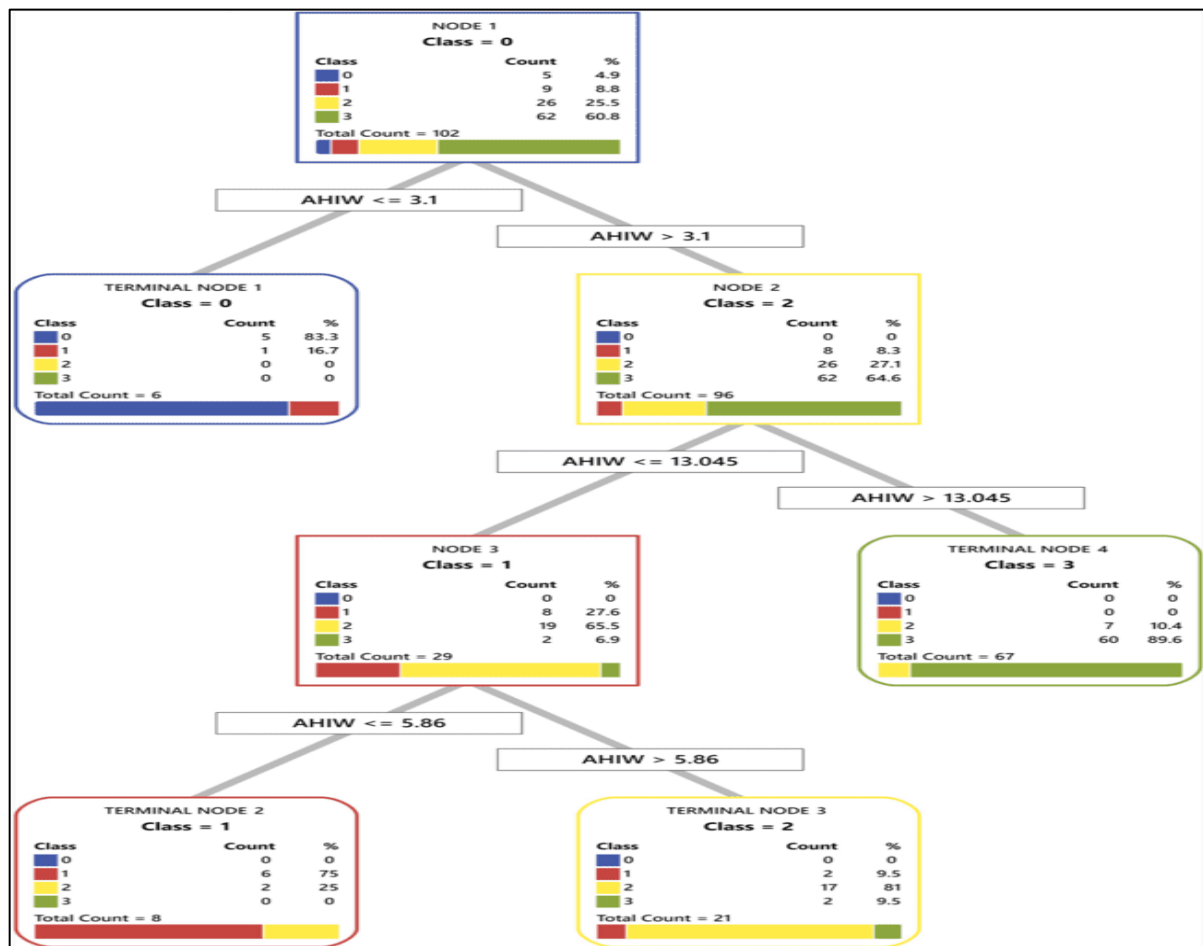 NODE 1
Class = 0
Class Count %
0 5 4.9
1 9 8.8
2 26 25.5
3 62 60.8
Total Count = 102
AHIW <= 3.1
AHIW > 3.1
TERMINAL NODE 1
Class = 0
Class Count %
0 5 83.3
1 1 16.7
2 0 0
3 0 0
Total Count = 6
NODE 2
Class = 2
Class Count %
0 0 0
1 8 8.3
2 26 27.1
3 62 64.6
Total Count = 96
AHIW <= 13.045
AHIW > 13.045
NODE 3
Class = 1
Class Count %
0 0 0
1 8 27.6
2 19 65.5
3 2 6.9
Total Count = 29
TERMINAL NODE 4
Class = 3
Class Count %
0 0 0
1 0 0
2 7 10.4
3 60 89.6
Total Count = 67
AHIW <= 5.86
AHIW > 5.86
TERMINAL NODE 2
Class = 1
Class Count %
0 0 0
1 6 75
2 2 25
3 0 0
Total Count = 8
TERMINAL NODE 3
Class = 2
Class Count %
0 0 0
1 2 9.5
2 17 81
3 2 9.5
Total Count = 21